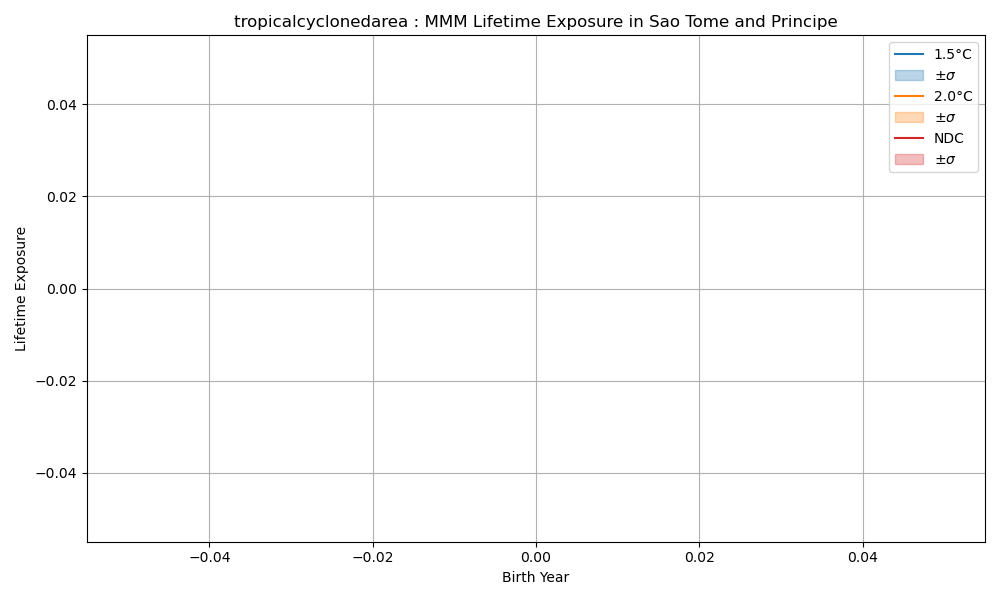 tropicalcyclonedarea : MMM Lifetime Exposure in Sao Tome and Principe
1.5°C
±σ
2.0°C
±σ
NDC
±σ
Lifetime Exposure
0.04
0.02
0.00
−0.02
−0.04
−0.04
−0.02
0.00
0.02
0.04
Birth Year